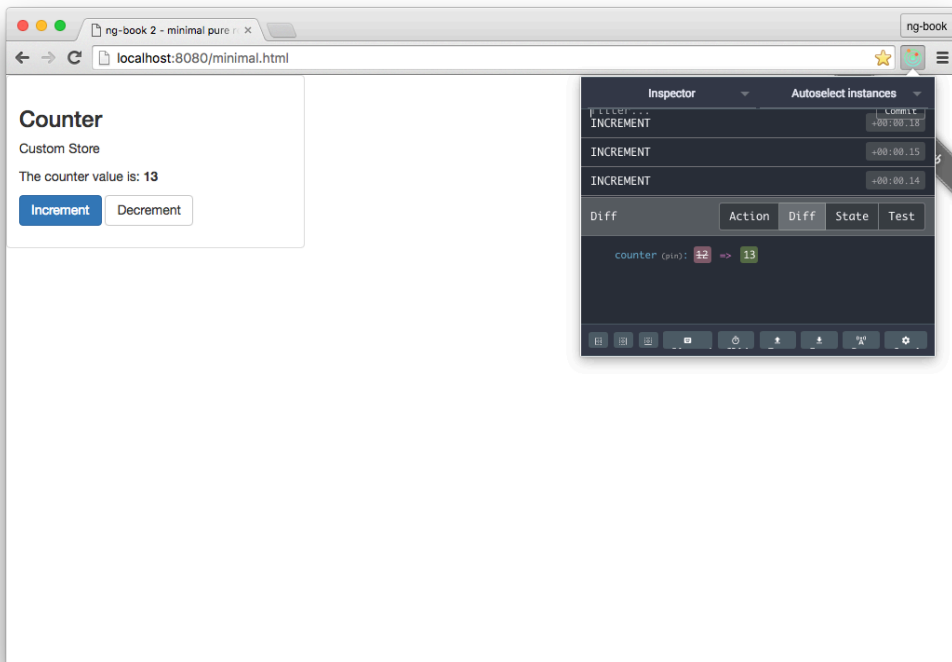 ng-book 2 - minimal pure
ng-book
localhost:8080/minimal.html
Counter
Custom Store
The counter value is: 13
Increment Decrement
Inspector Autoselect instances
Filter... Commit
INCREMENT +00:00.18
INCREMENT +00:00.15
INCREMENT +00:00.14
Diff Action Diff State Test
counter (pin): 12 => 13